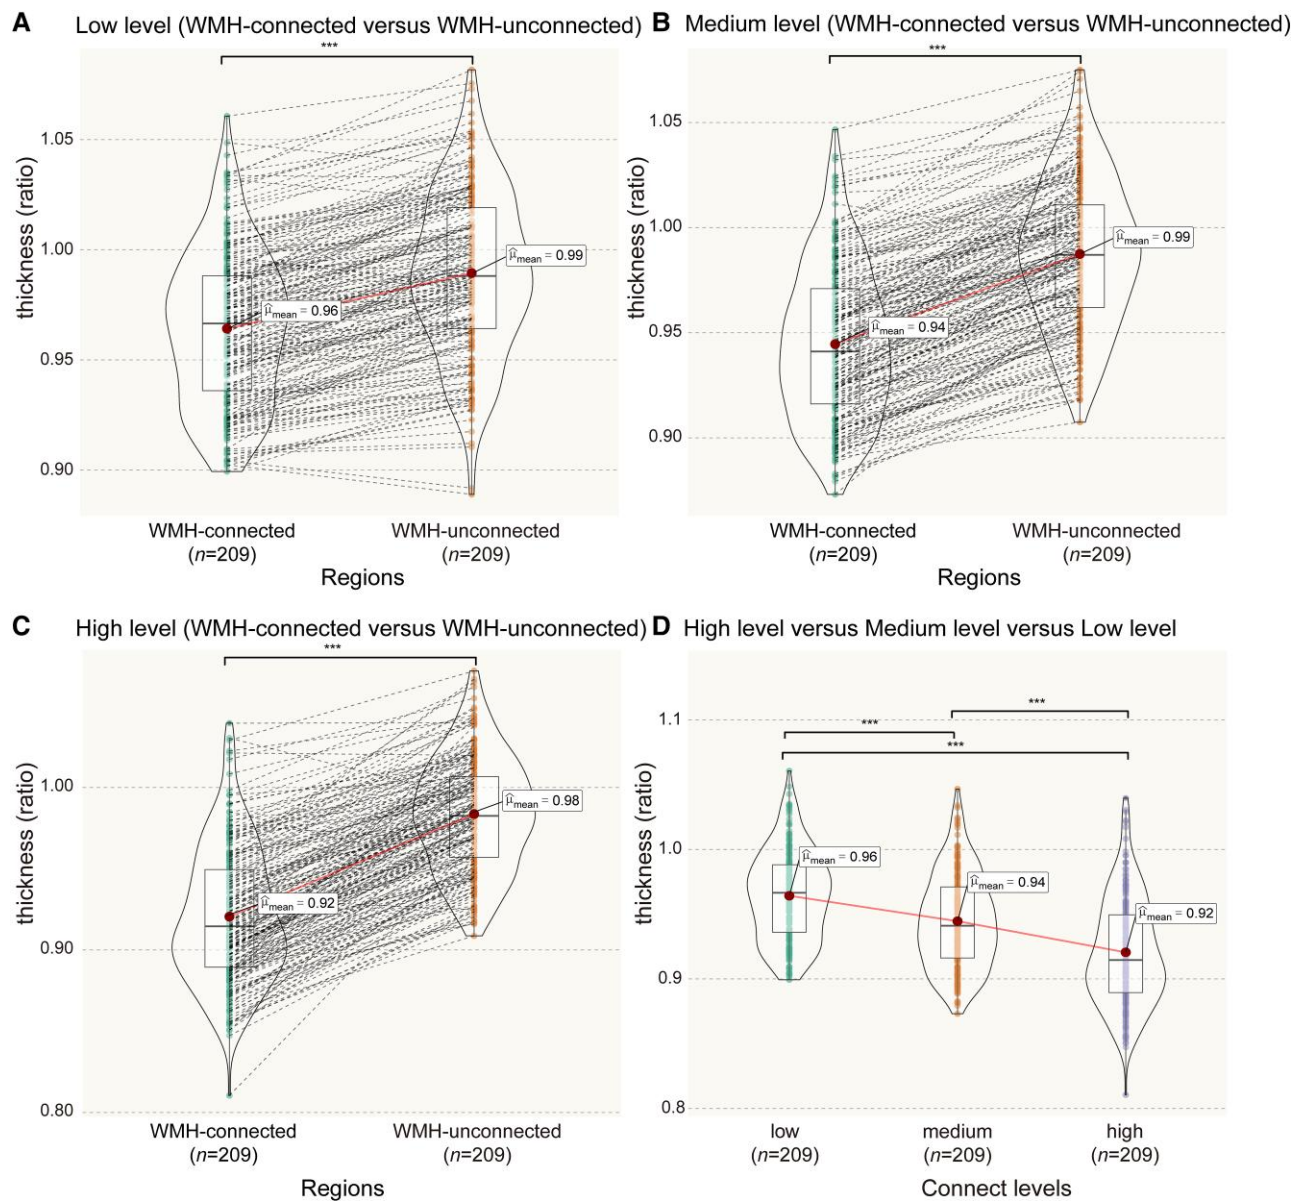 A Low level (WMH-connected versus WMH-unconnected)
***
1.05
1.00
0.95
0.90
thickness (ratio)
μ̂mean = 0.96
μ̂mean = 0.99
WMH-connected
(n=209)
WMH-unconnected
(n=209)
Regions
B Medium level (WMH-connected versus WMH-unconnected)
***
1.05
1.00
0.95
0.90
thickness (ratio)
μ̂mean = 0.94
μ̂mean = 0.99
WMH-connected
(n=209)
WMH-unconnected
(n=209)
Regions
C High level (WMH-connected versus WMH-unconnected)
***
1.00
0.90
0.80
thickness (ratio)
μ̂mean = 0.92
μ̂mean = 0.98
WMH-connected
(n=209)
WMH-unconnected
(n=209)
Regions
D High level versus Medium level versus Low level
***
***
***
1.1
1.0
0.9
0.8
thickness (ratio)
μ̂mean = 0.96
μ̂mean = 0.94
μ̂mean = 0.92
low
(n=209)
medium
(n=209)
high
(n=209)
Connect levels